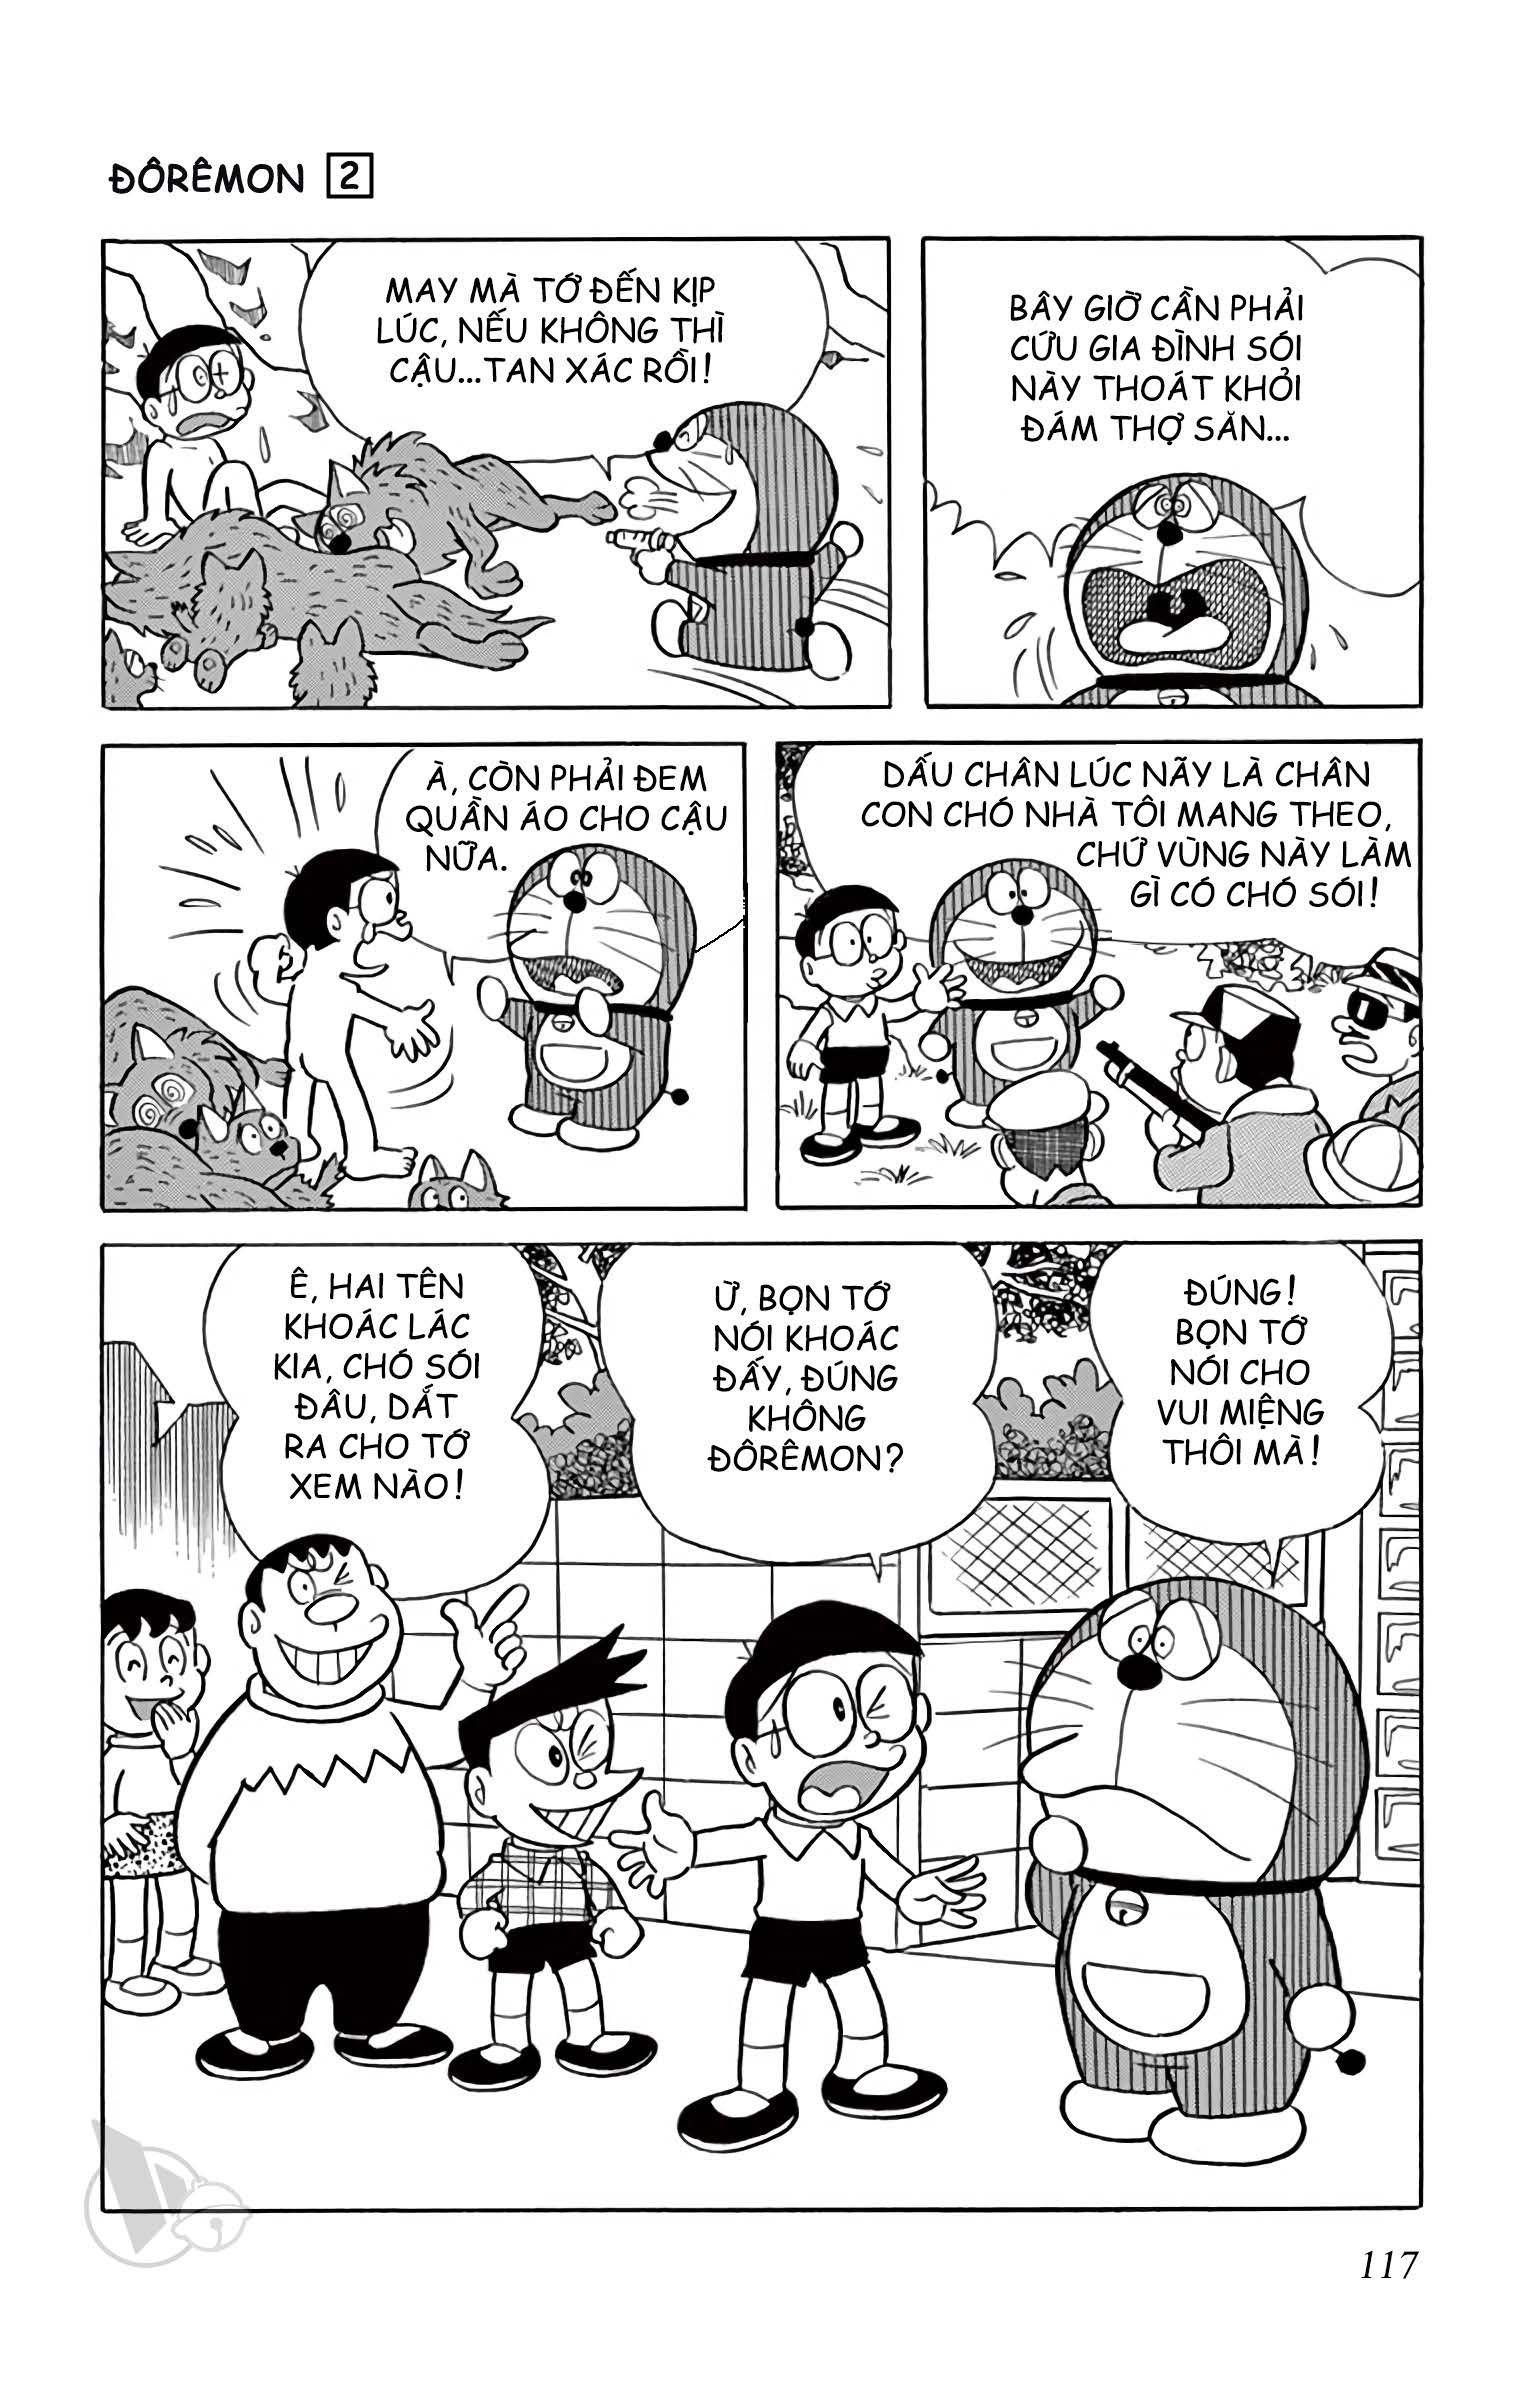 ĐÔRÊMON 2
MAY MÀ TỚ ĐẾN KỊP
LÚC, NẾU KHÔNG THÌ
CẬU...TAN XÁC RỒI!
BÂY GIỜ CẦN PHẢI
CỨU GIA ĐÌNH SÓI
NÀY THOÁT KHỎI
ĐÁM THỢ SĂN...
À, CÒN PHẢI ĐEM
QUẦN ÁO CHO CẬU
NỮA.
DẤU CHÂN LÚC NÃY LÀ CHÂN
CON CHÓ NHÀ TÔI MANG THEO,
CHỨ VÙNG NÀY LÀM
GÌ CÓ CHÓ SÓI!
Ê, HAI TÊN
KHOÁC LÁC
KIA, CHÓ SÓI
ĐÂU, DẮT
RA CHO TỚ
XEM NÀO!
Ừ, BỌN TỚ
NÓI KHOÁC
ĐẤY, ĐÚNG
KHÔNG
ĐÔRÊMON?
ĐÚNG!
BỌN TỚ
NÓI CHO
VUI MIỆNG
THÔI MÀ!
117